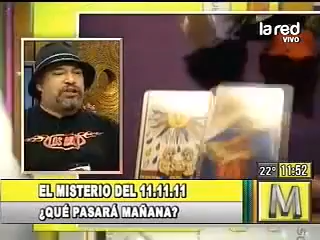 la red
VIVO
22° 11:52
EL MISTERIO DEL 11.11.11
¿QUÉ PASARÁ MAÑANA?
M